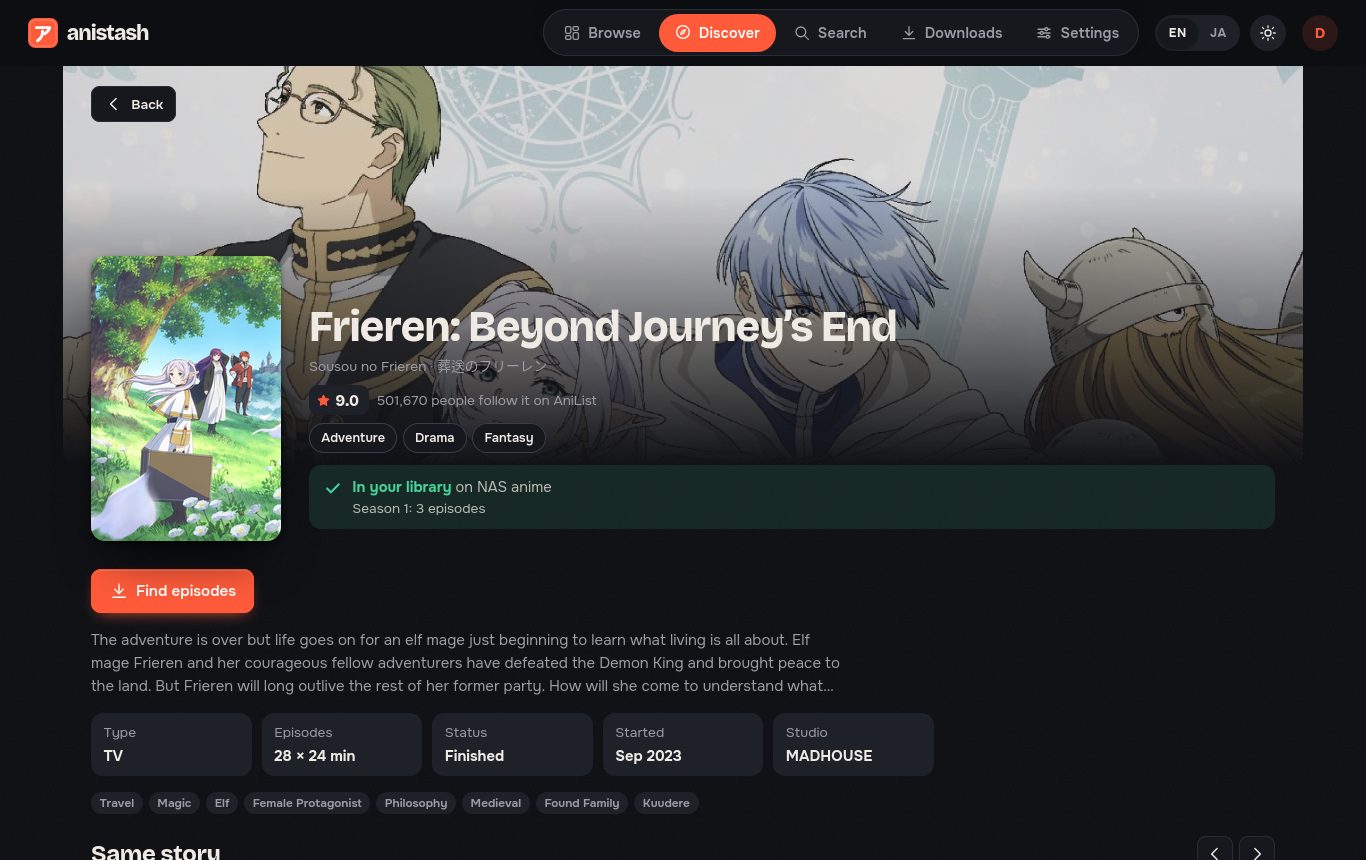 anistash
Browse
Discover
Search
Downloads
Settings
EN
JA
D
Back
Frieren: Beyond Journey's End
Sousou no Frieren · 葬送のフリーレン
9.0
501,670 people follow it on AniList
Adventure
Drama
Fantasy
In your library on NAS anime
Season 1: 3 episodes
Find episodes
The adventure is over but life goes on for an elf mage just beginning to learn what living is all about. Elf
mage Frieren and her courageous fellow adventurers have defeated the Demon King and brought peace to
the land. But Frieren will long outlive the rest of her former party. How will she come to understand what…
Type
TV
Episodes
28 × 24 min
Status
Finished
Started
Sep 2023
Studio
MADHOUSE
Travel
Magic
Elf
Female Protagonist
Philosophy
Medieval
Found Family
Kuudere
Same story